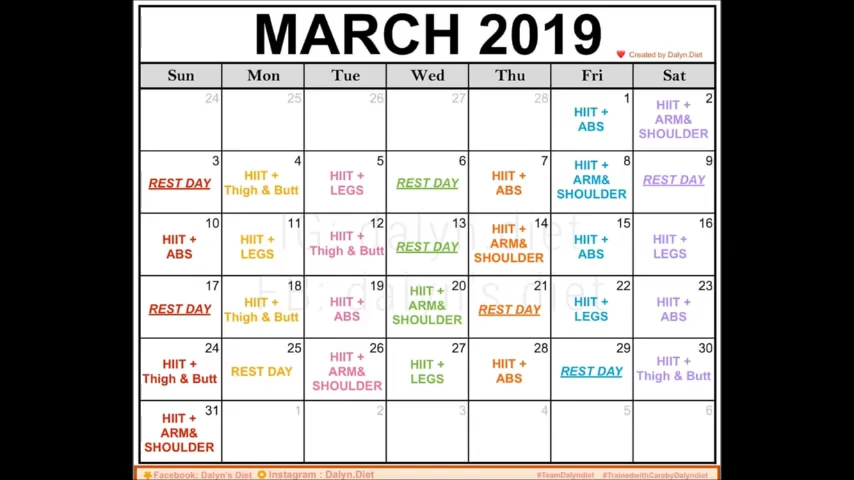 MARCH 2019
Created by Dalyn.Diet
Sun Mon Tue Wed Thu Fri Sat
24 25 26 27 28 1 2
HIIT +
ABS
HIIT +
ARM&
SHOULDER
3 4 5 6 7 8 9
REST DAY
HIIT +
Thigh & Butt
HIIT +
LEGS
REST DAY
HIIT +
ABS
HIIT +
ARM&
SHOULDER
REST DAY
10 11 12 13 14 15 16
HIIT +
ABS
HIIT +
LEGS
HIIT +
Thigh & Butt
REST DAY
HIIT +
ARM&
SHOULDER
HIIT +
ABS
HIIT +
LEGS
IG: dalyn.diet
17 18 19 20 21 22 23
REST DAY
HIIT +
Thigh & Butt
HIIT +
ABS
HIIT +
ARM&
SHOULDER
REST DAY
HIIT +
LEGS
HIIT +
ABS
FB: dalyn's diet
24 25 26 27 28 29 30
HIIT +
Thigh & Butt
REST DAY
HIIT +
ARM&
SHOULDER
HIIT +
LEGS
HIIT +
ABS
REST DAY
HIIT +
Thigh & Butt
31 1 2 3 4 5 6
HIIT +
ARM&
SHOULDER
Facebook: Dalyn's Diet Instagram : Dalyn.Diet #TeamDalyndiet #TrainedwithCarebyDalyndiet